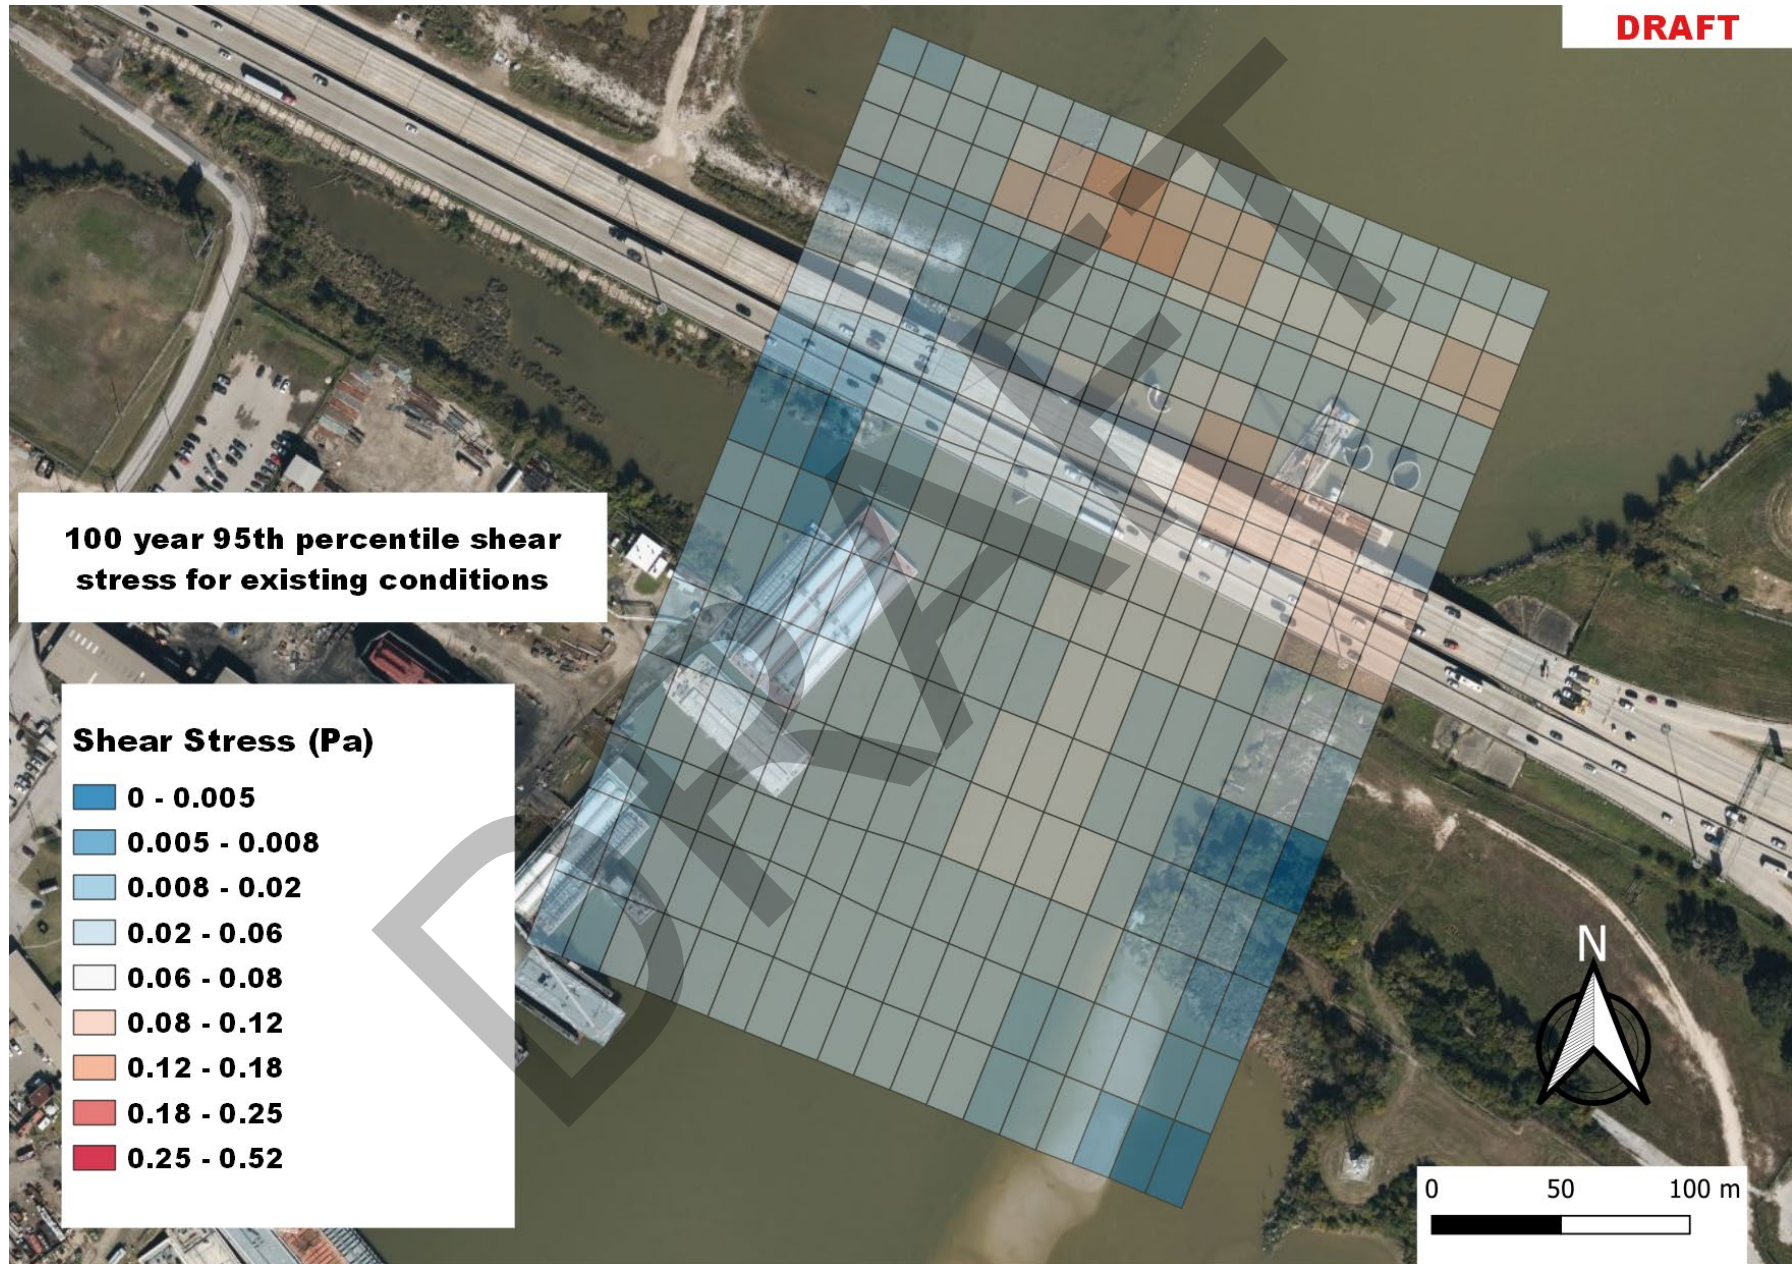 DRAFT
DRAFT
100 year 95th percentile shear
stress for existing conditions
Shear Stress (Pa)
0 - 0.005
0.005 - 0.008
0.008 - 0.02
0.02 - 0.06
0.06 - 0.08
0.08 - 0.12
0.12 - 0.18
0.18 - 0.25
0.25 - 0.52
N
0 50 100 m